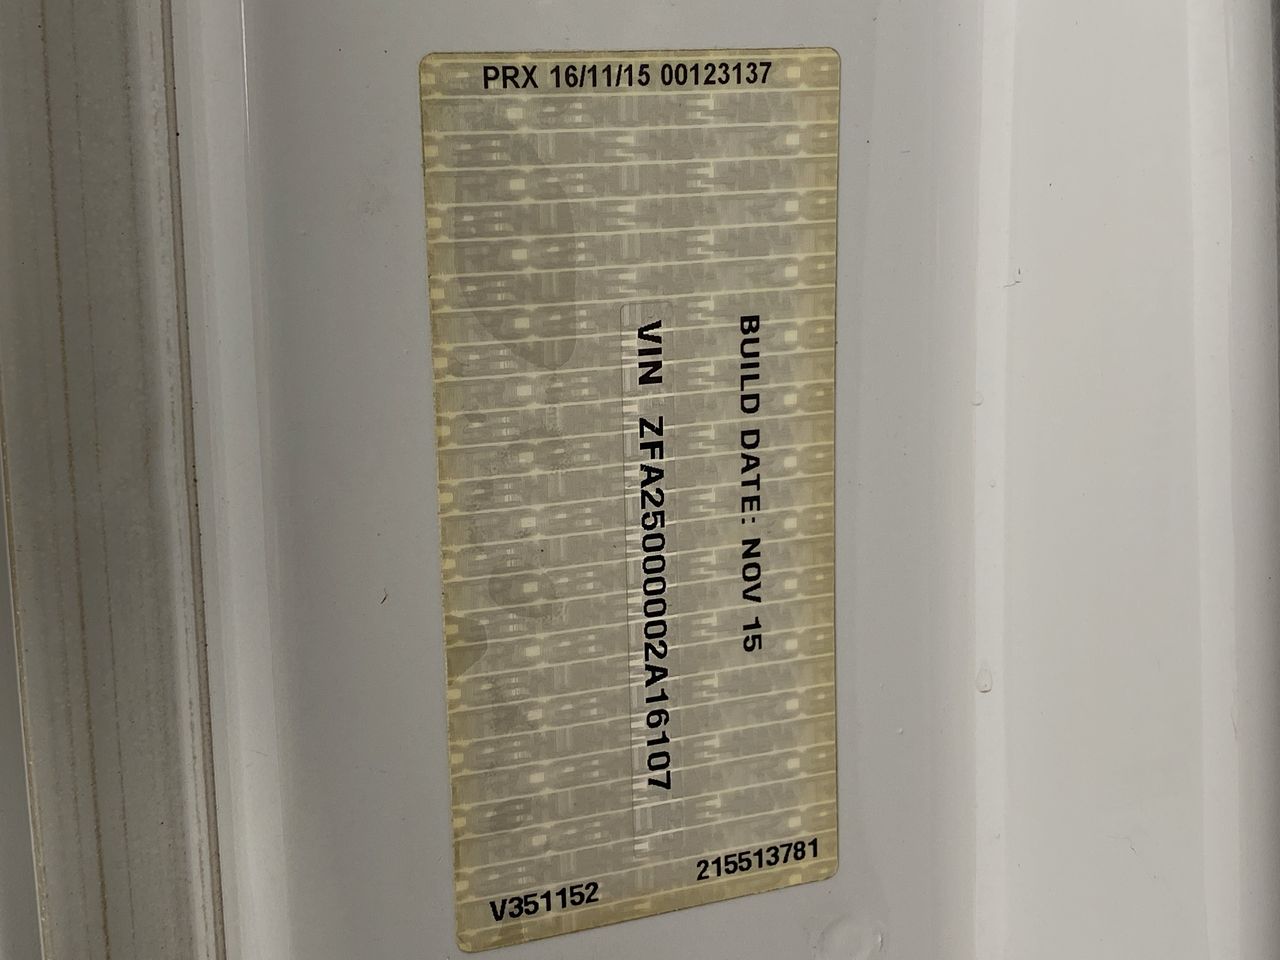 PRX 16/11/15 00123137
BUILD DATE: NOV 15
VIN ZFA25000002A16107
V351152
215513781